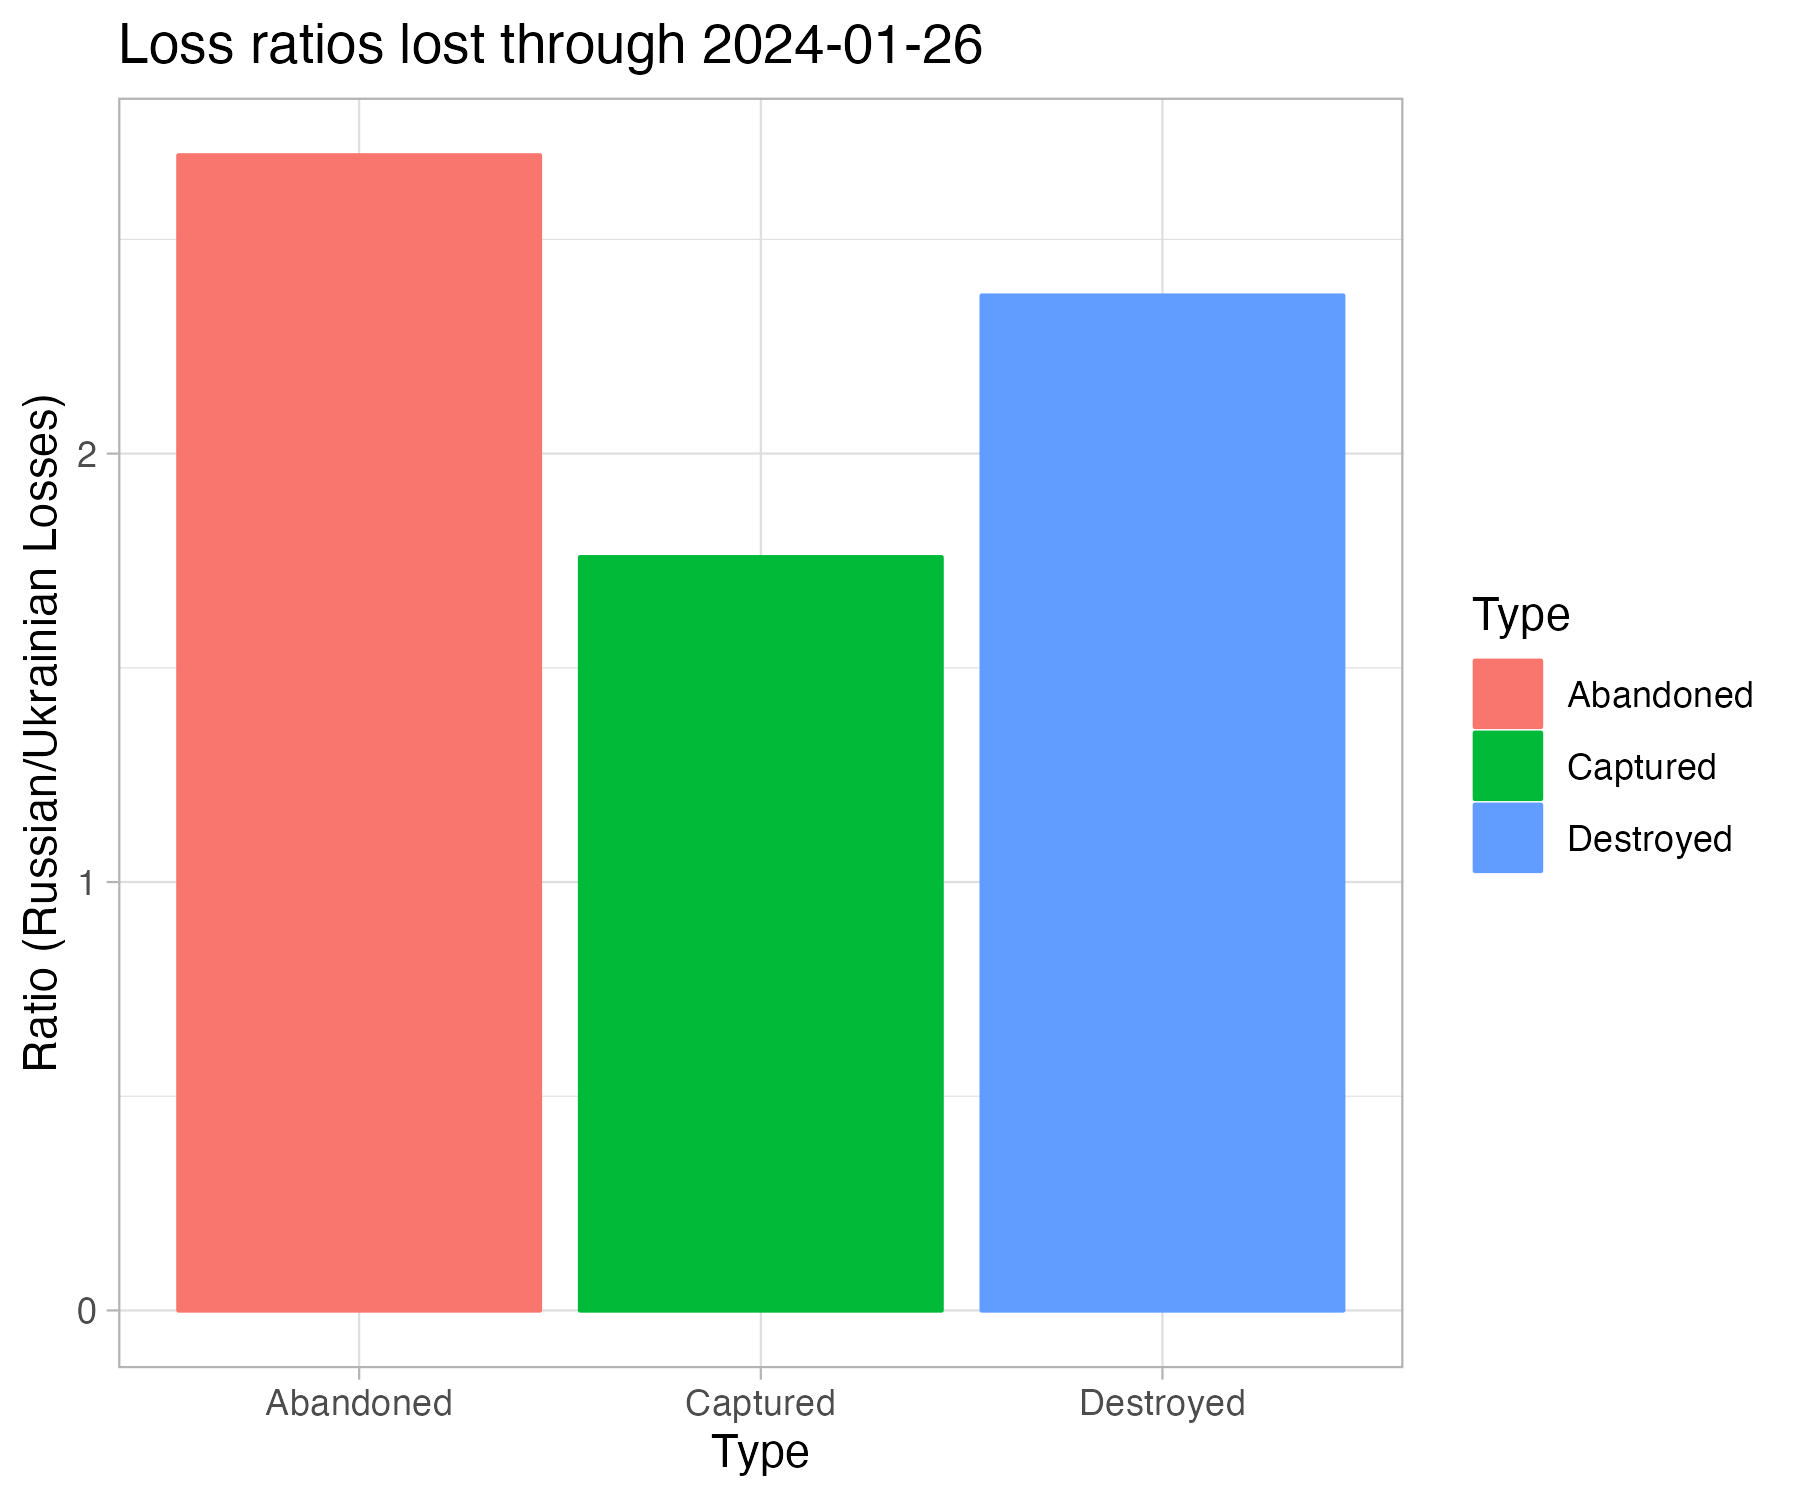 Loss ratios lost through 2024-01-26
Ratio (Russian/Ukrainian Losses)
2
1
0
Abandoned
Captured
Destroyed
Type
Type
Abandoned
Captured
Destroyed